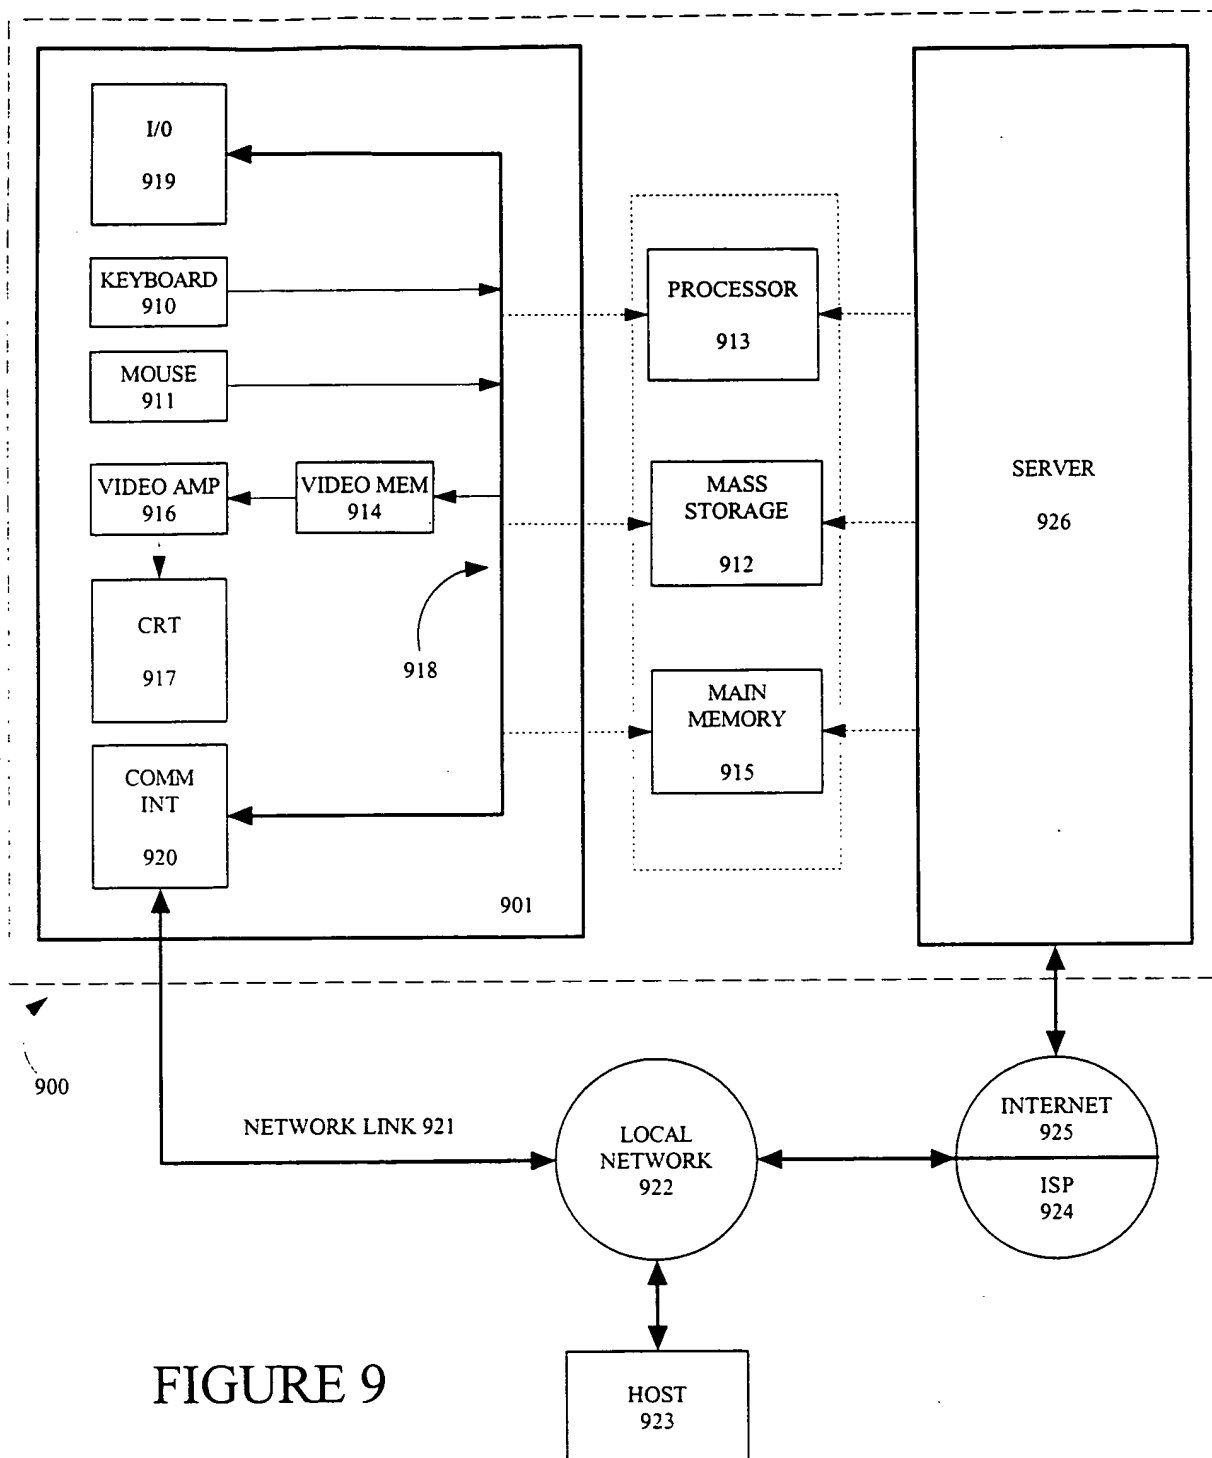 I/0
919
KEYBOARD
910
MOUSE
911
VIDEO AMP
916
VIDEO MEM
914
CRT
917
918
COMM
INT
920
901
PROCESSOR
913
MASS
STORAGE
912
MAIN
MEMORY
915
SERVER
926
900
NETWORK LINK 921
LOCAL
NETWORK
922
INTERNET
925
ISP
924
HOST
923
FIGURE 9